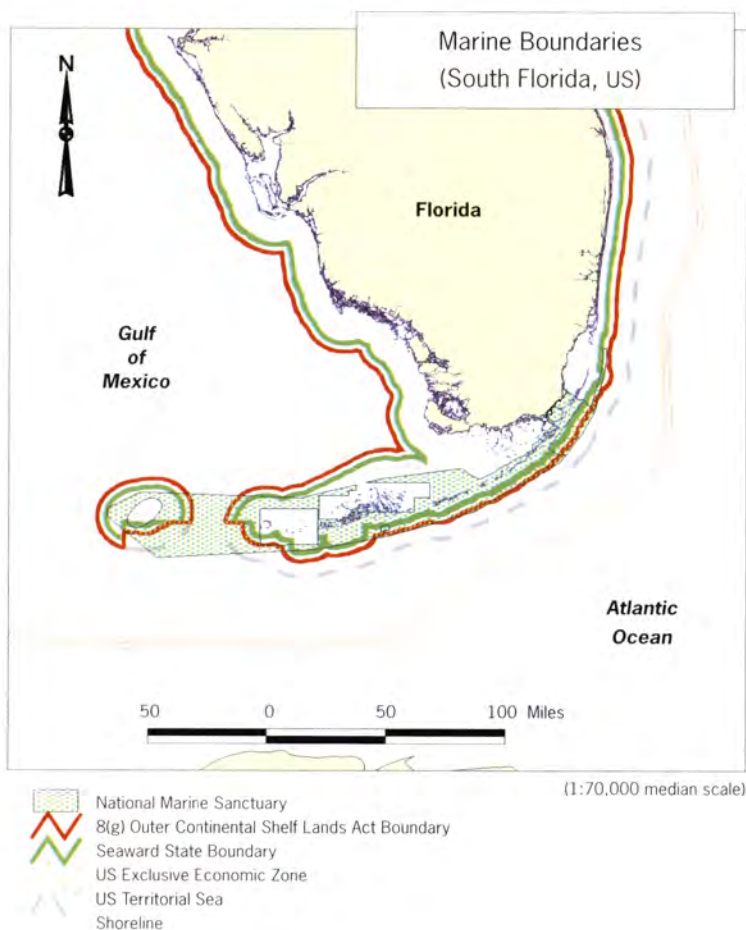 Marine Boundaries
(South Florida, US)
N
Florida
Gulf
of
Mexico
Atlantic
Ocean
50 0 50 100 Miles
(1:70,000 median scale)
National Marine Sanctuary
8(g) Outer Continental Shelf Lands Act Boundary
Seaward State Boundary
US Exclusive Economic Zone
US Territorial Sea
Shoreline